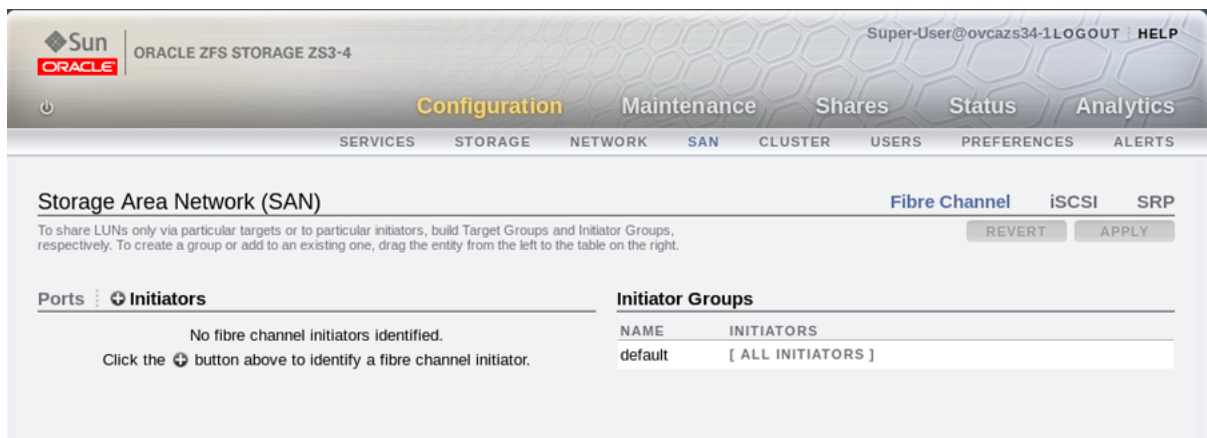 Sun
ORACLE
ORACLE ZFS STORAGE ZS3-4
Super-User@ovcazs34-1LOGOUT HELP
Configuration Maintenance Shares Status Analytics
SERVICES STORAGE NETWORK SAN CLUSTER USERS PREFERENCES ALERTS
Storage Area Network (SAN)
Fibre Channel iSCSI SRP
To share LUNs only via particular targets or to particular initiators, build Target Groups and Initiator Groups,
respectively. To create a group or add to an existing one, drag the entity from the left to the table on the right.
REVERT APPLY
Ports Initiators
No fibre channel initiators identified.
Click the button above to identify a fibre channel initiator.
Initiator Groups
NAME INITIATORS
default [ ALL INITIATORS ]